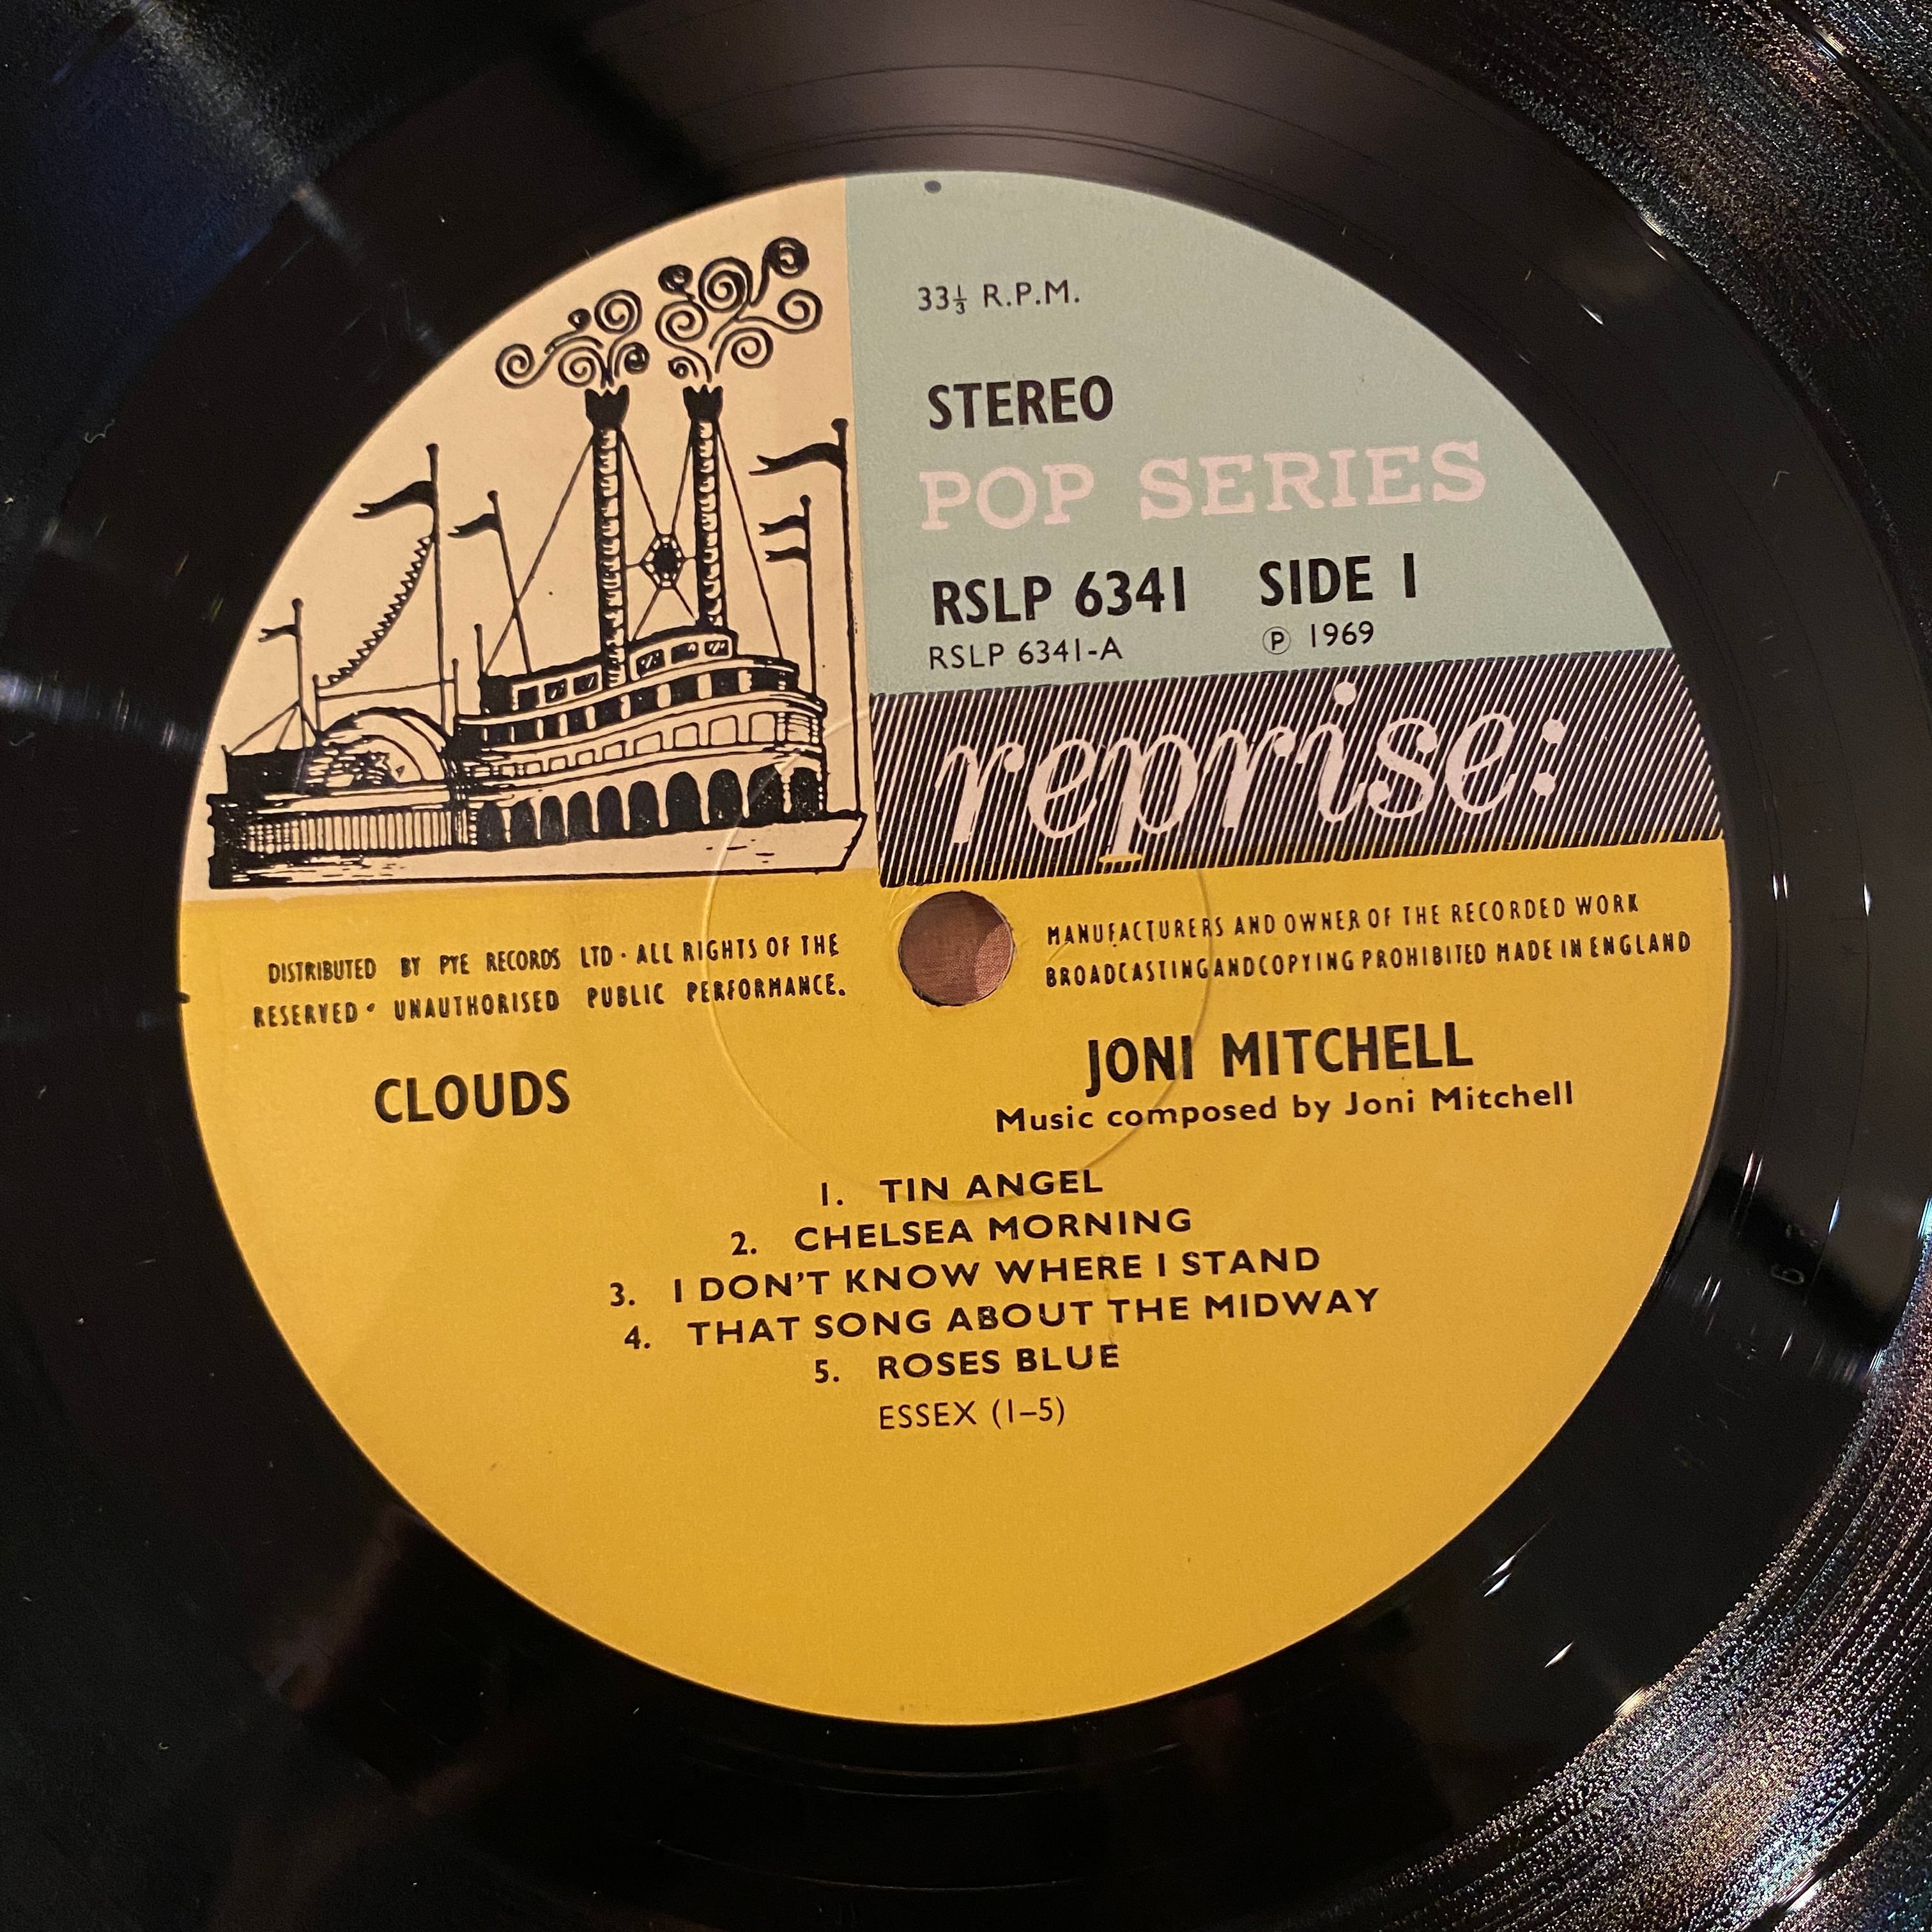 33⅓ R.P.M.
STEREO
POP SERIES
RSLP 6341 SIDE 1
RSLP 6341-A Ⓟ 1969
reprise:
DISTRIBUTED BY PYE RECORDS LTD · ALL RIGHTS OF THE MANUFACTURERS AND OWNER OF THE RECORDED WORK
RESERVED · UNAUTHORISED PUBLIC PERFORMANCE. BROADCASTING AND COPYING PROHIBITED MADE IN ENGLAND
CLOUDS
JONI MITCHELL
Music composed by Joni Mitchell
1. TIN ANGEL
2. CHELSEA MORNING
3. I DON'T KNOW WHERE I STAND
4. THAT SONG ABOUT THE MIDWAY
5. ROSES BLUE
ESSEX (1–5)